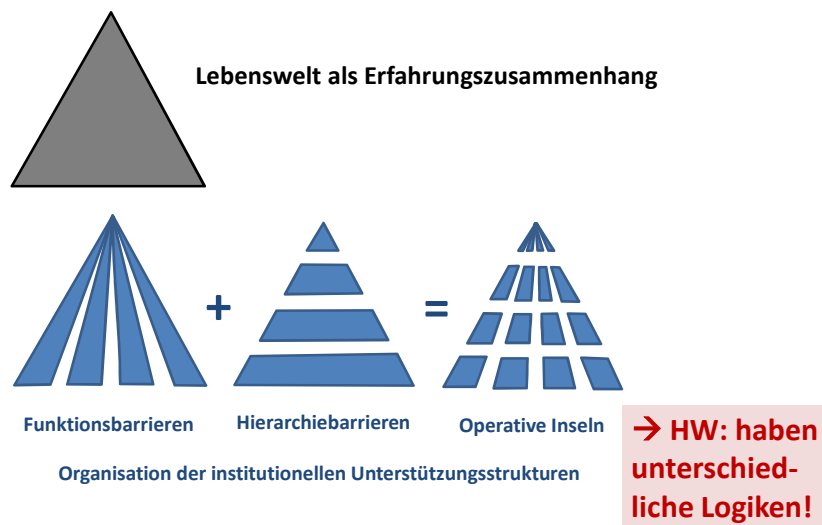 Lebenswelt als Erfahrungszusammenhang
+
=
Funktionsbarrieren
Hierarchiebarrieren
Operative Inseln
Organisation der institutionellen Unterstützungsstrukturen
→ HW: haben
unterschied-
liche Logiken!